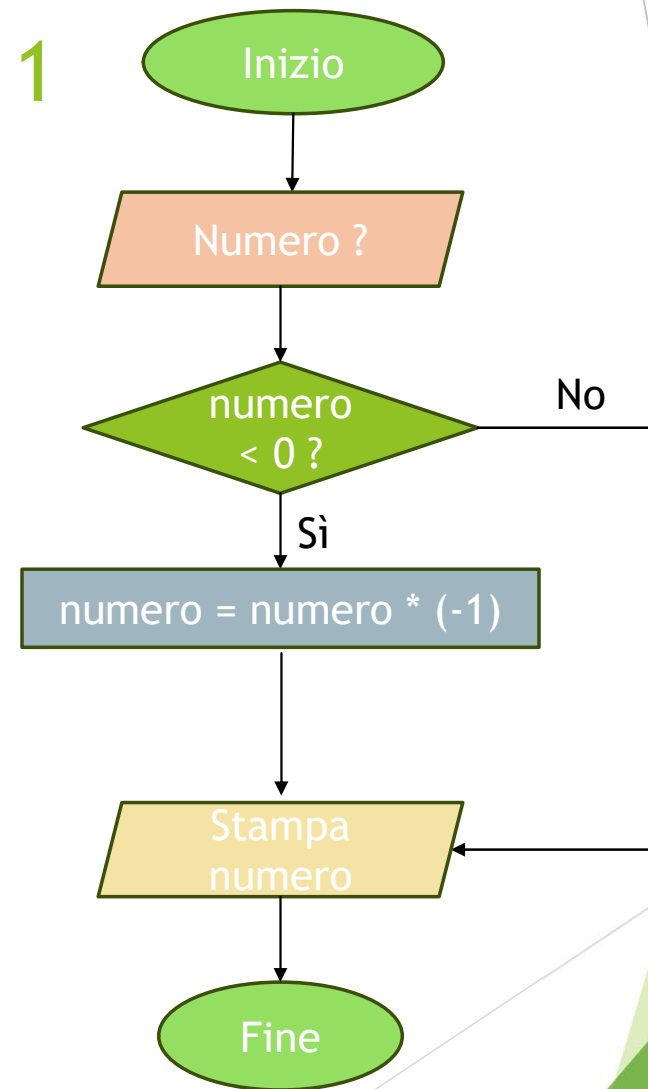 1
Inizio
Numero ?
numero
< 0 ?
No
Sì
numero = numero * (-1)
Stampa
numero
Fine